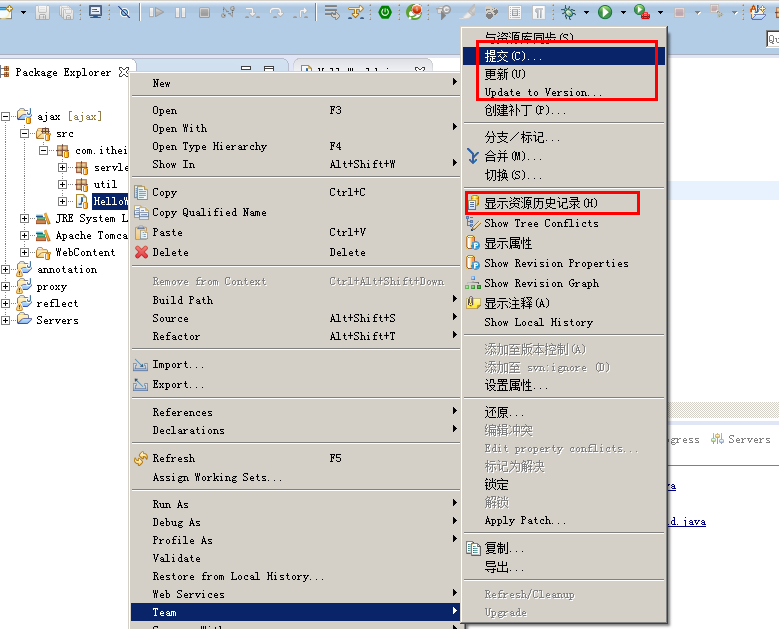 Package Explorer
ajax [ajax]
src
com.ithei
servle
util
HelloW
JRE System L
Apache Tomca
WebContent
annotation
proxy
reflect
Servers
New
Open F3
Open With
Open Type Hierarchy F4
Show In Alt+Shift+W
Copy Ctrl+C
Copy Qualified Name
Paste Ctrl+V
Delete Delete
Remove from Context Ctrl+Alt+Shift+Down
Build Path
Source Alt+Shift+S
Refactor Alt+Shift+T
Import...
Export...
References
Declarations
Refresh F5
Assign Working Sets...
Run As
Debug As
Profile As
Validate
Restore from Local History...
Web Services
Team
与资源库同步(S)
提交(C)...
更新(U)
Update to Version...
创建补丁(P)...
分支/标记...
合并(M)...
切换(S)...
显示资源历史记录(H)
Show Tree Conflicts
显示属性
Show Revision Properties
Show Revision Graph
显示注释(A)
Show Local History
添加至版本控制(A)
添加至 svn:ignore (D)
设置属性...
还原...
编辑冲突
Edit property conflicts...
标记为解决
锁定
解锁
Apply Patch...
复制...
导出...
Refresh/Cleanup
Upgrade
Qu
gress Servers
va
d.java